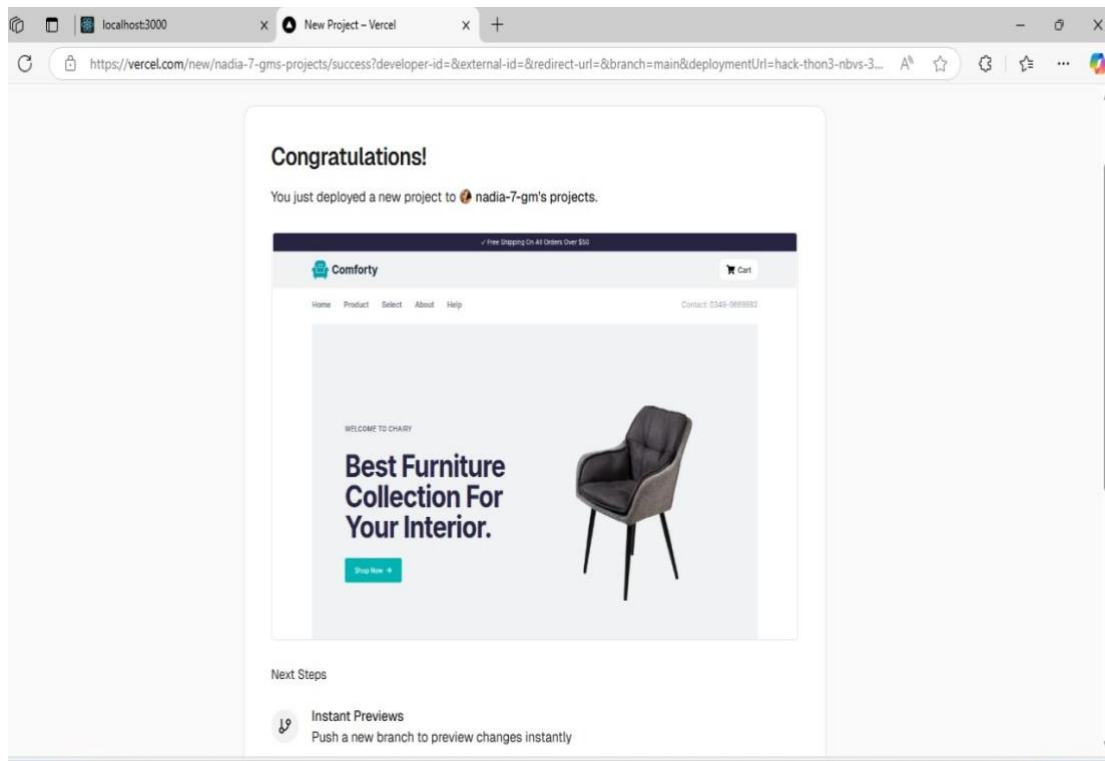 localhost:3000
New Project – Vercel
https://vercel.com/new/nadia-7-gms-projects/success?developer-id=&external-id=&redirect-url=&branch=main&deploymentUrl=hack-thon3-nbvs-3...
Congratulations!
You just deployed a new project to nadia-7-gm's projects.
✓ Free Shipping On All Orders Over $50
Comforty
Cart
Home Product Select About Help
Contact:
WELCOME TO CHAIRY
Best Furniture
Collection For
Your Interior.
Shop Now →
Next Steps
Instant Previews
Push a new branch to preview changes instantly